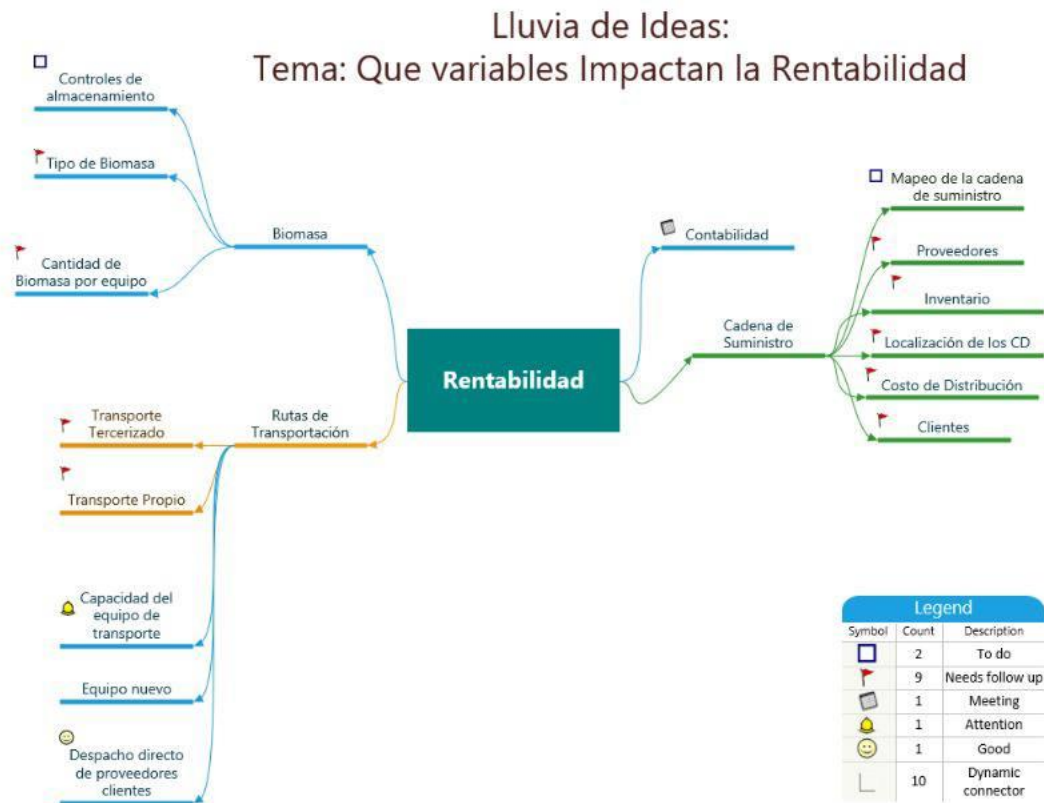 Lluvia de Ideas:
Tema: Que variables Impactan la Rentabilidad
Controles de
almacenamiento
Tipo de Biomasa
Cantidad de
Biomasa por equipo
Biomasa
Contabilidad
Mapeo de la cadena
de suministro
Proveedores
Inventario
Localización de los CD
Costo de Distribución
Clientes
Cadena de
Suministro
Rentabilidad
Rutas de
Transportación
Transporte
Tercerizado
Transporte Propio
Capacidad del
equipo de
transporte
Equipo nuevo
Despacho directo
de proveedores
clientes
Legend
Symbol Count Description
2 To do
9 Needs follow up
1 Meeting
1 Attention
1 Good
10 Dynamic
connector